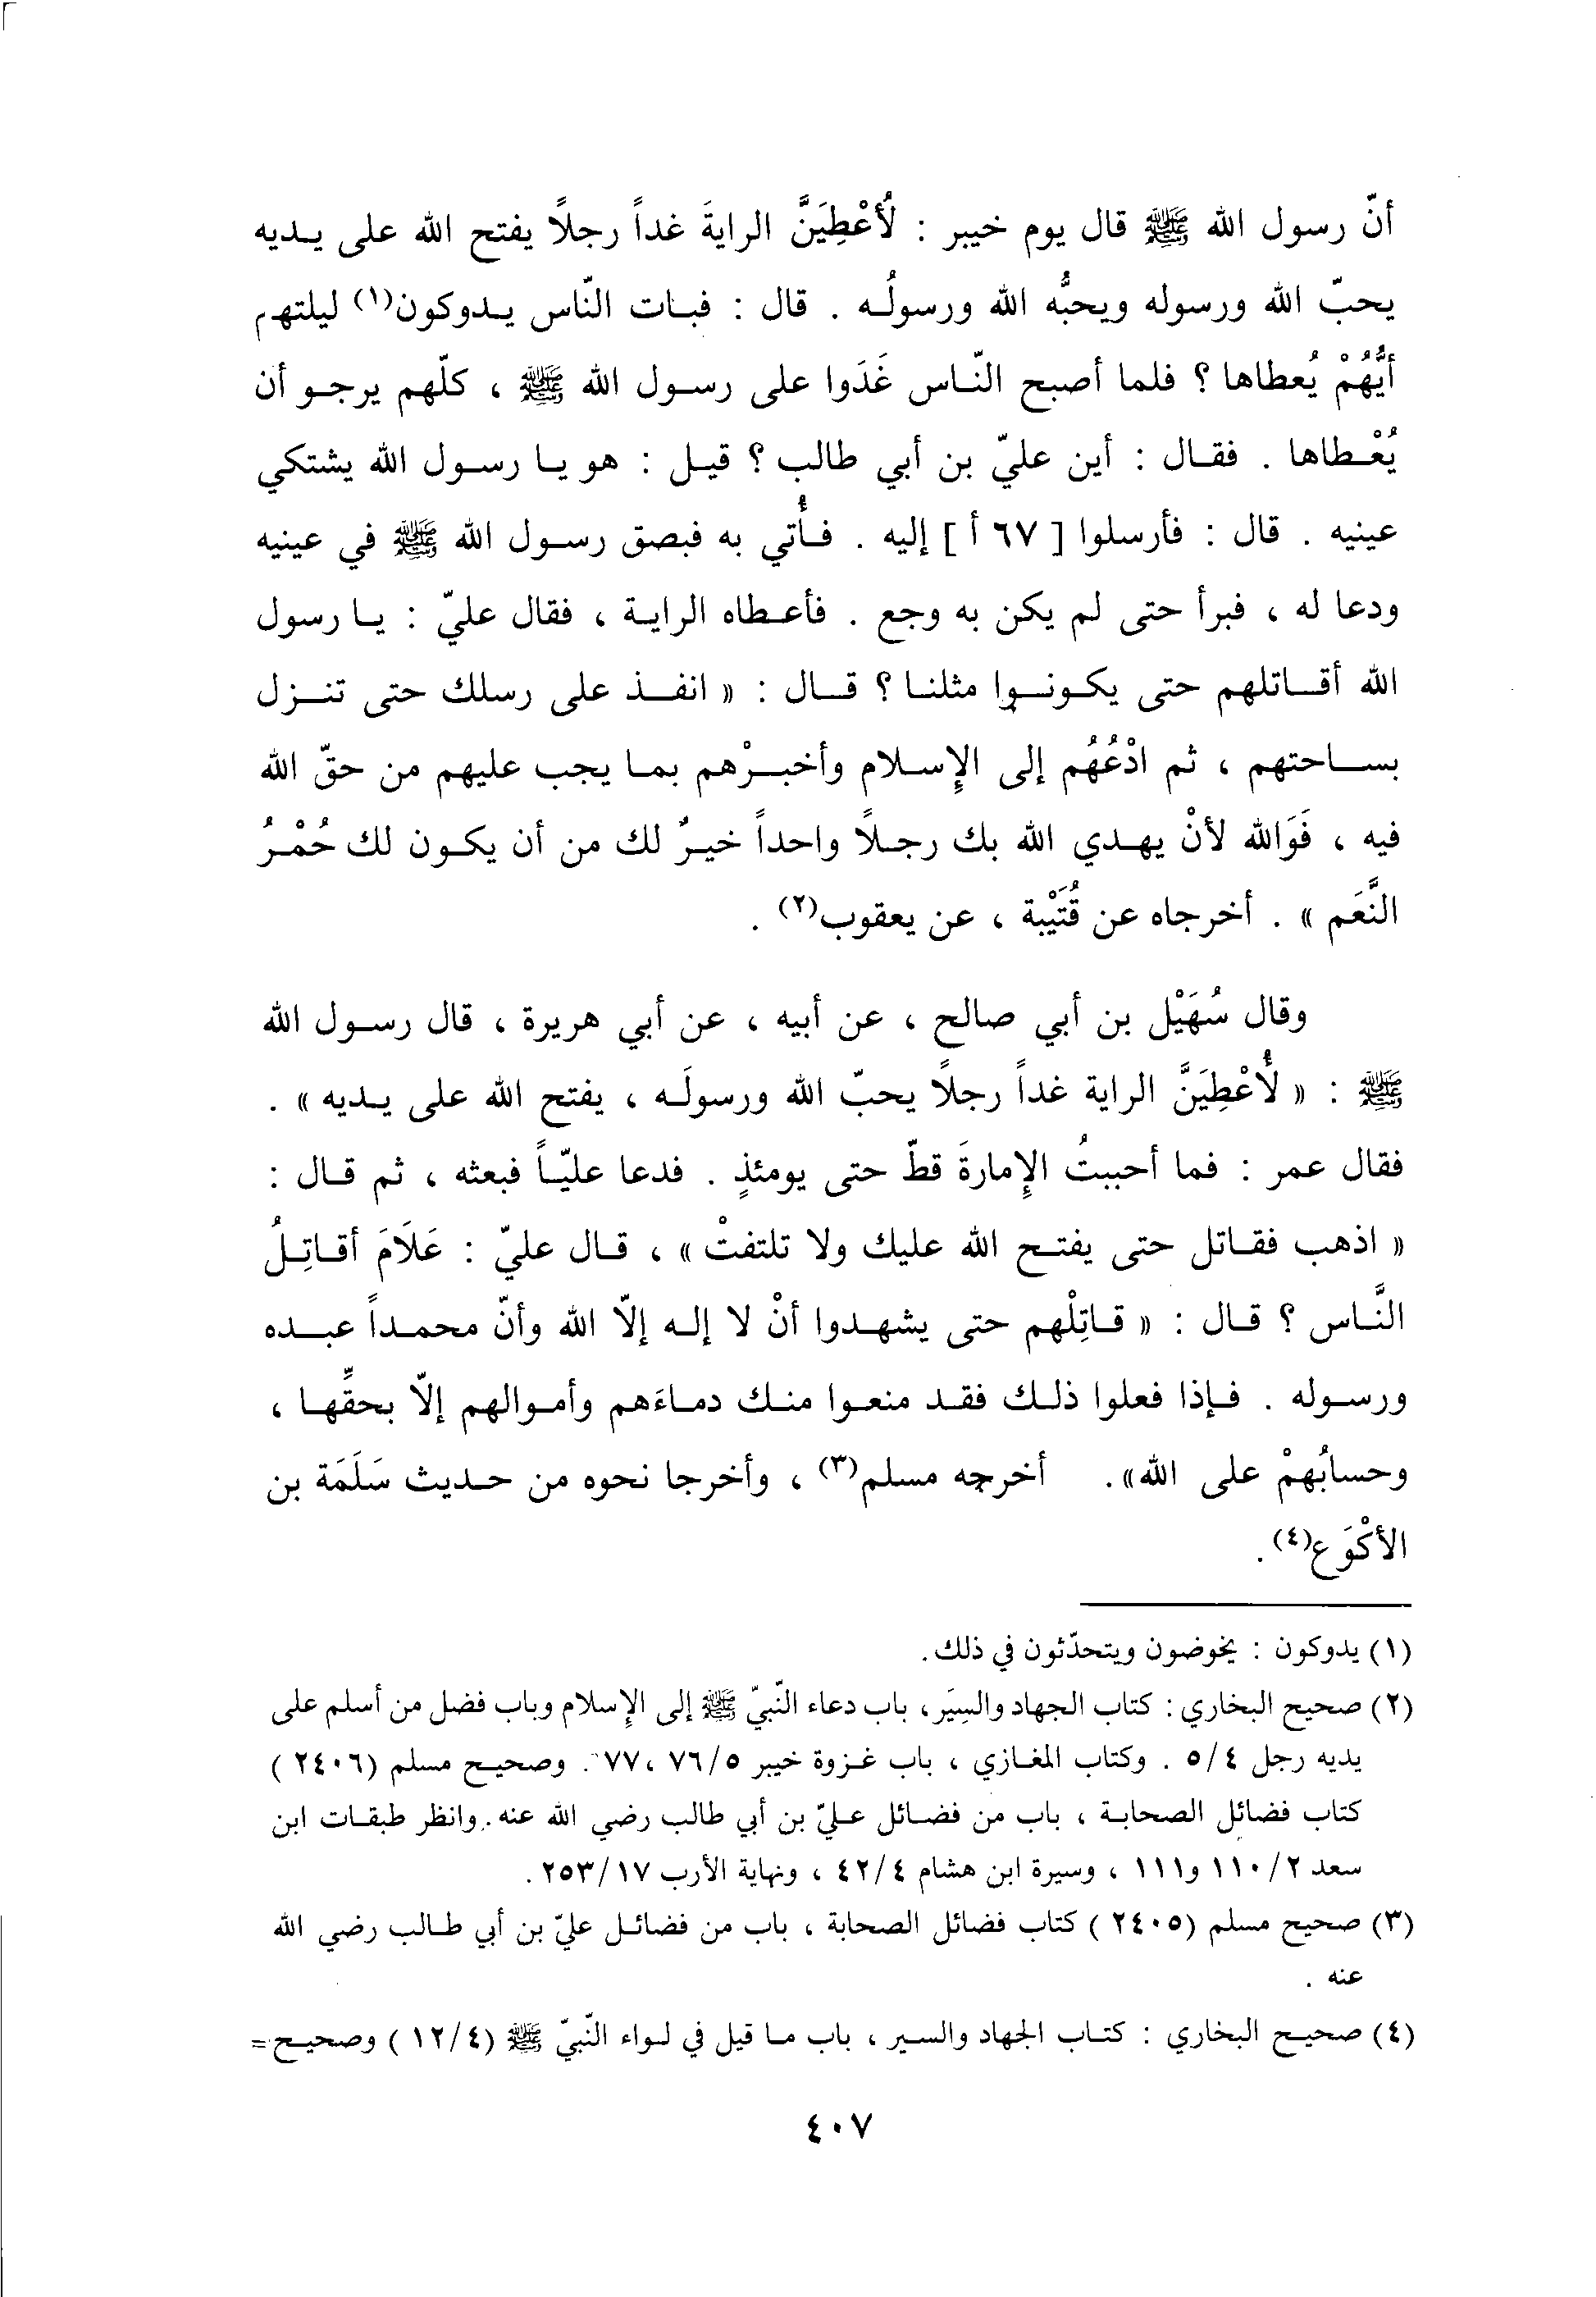 أنّ رسول الله ﷺ قال يوم خيبر : لَأُعْطِيَنَّ الرايةَ غداً رجلاً يفتح الله على يديه
يحبّ الله ورسوله ويحبُّه الله ورسولُه . قال : فبات النّاس يدوكون(١) ليلتهم
أيُّهُمْ يُعطاها ؟ فلما أصبح النّاس غَدَوا على رسول الله ﷺ ، كلّهم يرجو أن
يُعْطاها . فقال : أين عليّ بن أبي طالب ؟ قيل : هو يا رسول الله يشتكي
عينيه . قال : فأرسلوا [ ٦٧ أ ] إليه . فأُتي به فبصق رسول الله ﷺ في عينيه
ودعا له ، فبرأ حتى لم يكن به وجع . فأعطاه الراية ، فقال عليّ : يا رسول
الله أقاتلهم حتى يكونوا مثلنا ؟ قال : « انفذ على رسلك حتى تنزل
بساحتهم ، ثم ادْعُهُم إلى الإسلام وأخبرْهم بما يجب عليهم من حقّ الله
فيه ، فَوَالله لأنْ يهدي الله بك رجلاً واحداً خيرٌ لك من أن يكون لك حُمْرُ
النَّعَم » . أخرجاه عن قُتَيْبة ، عن يعقوب(٢) .
وقال سُهَيْل بن أبي صالح ، عن أبيه ، عن أبي هريرة ، قال رسول الله
ﷺ : « لَأُعْطِيَنَّ الراية غداً رجلاً يحبّ الله ورسولَه ، يفتح الله على يديه » .
فقال عمر : فما أحببتُ الإمارةَ قطّ حتى يومئذٍ . فدعا عليّاً فبعثه ، ثم قال :
« اذهب فقاتل حتى يفتح الله عليك ولا تلتفتْ » ، قال عليّ : عَلَامَ أقاتِلُ
النَّاس ؟ قال : « قاتِلْهم حتى يشهدوا أنْ لا إله إلّا الله وأنّ محمداً عبده
ورسوله . فإذا فعلوا ذلك فقد منعوا منك دماءَهم وأموالهم إلّا بحقِّها ،
وحسابُهمْ على الله». أخرجه مسلم(٣) ، وأخرجا نحوه من حديث سَلَمَة بن
الأكْوَع(٤) .
(١) يدوكون : يخوضون ويتحدّثون في ذلك.
(٢) صحيح البخاري : كتاب الجهاد والسِيَر، باب دعاء النّبيّ ﷺ إلى الإسلام وباب فضل من أسلم على
يديه رجل ٥/٤ . وكتاب المغازي ، باب غزوة خيبر ٧٦/٥ ،٧٧ . وصحيح مسلم (٢٤٠٦ )
كتاب فضائل الصحابة ، باب من فضائل عليّ بن أبي طالب رضي الله عنه. وانظر طبقات ابن
سعد ١١٠/٢ و١١١ ، وسيرة ابن هشام ٤٢/٤ ، ونهاية الأرب ٢٥٣/١٧ .
(٣) صحيح مسلم (٢٤٠٥ ) كتاب فضائل الصحابة ، باب من فضائل عليّ بن أبي طالب رضي الله
عنه .
(٤) صحيح البخاري : كتاب الجهاد والسير ، باب ما قيل في لواء النّبيّ ﷺ (١٢/٤ ) وصحيح =
٤٠٧